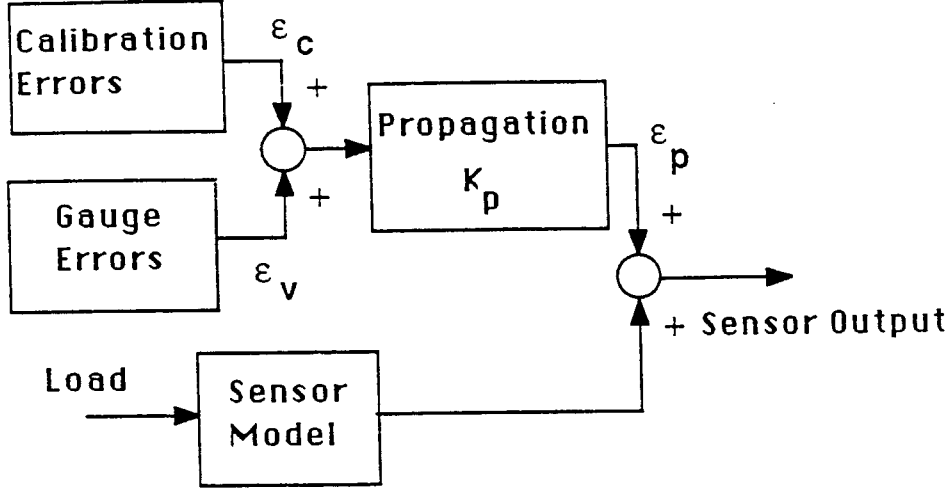 Calibration
Errors
ε c
+
Propagation
K p
ε p
+
Gauge
Errors
+
ε v
+ Sensor Output
Load
Sensor
Model